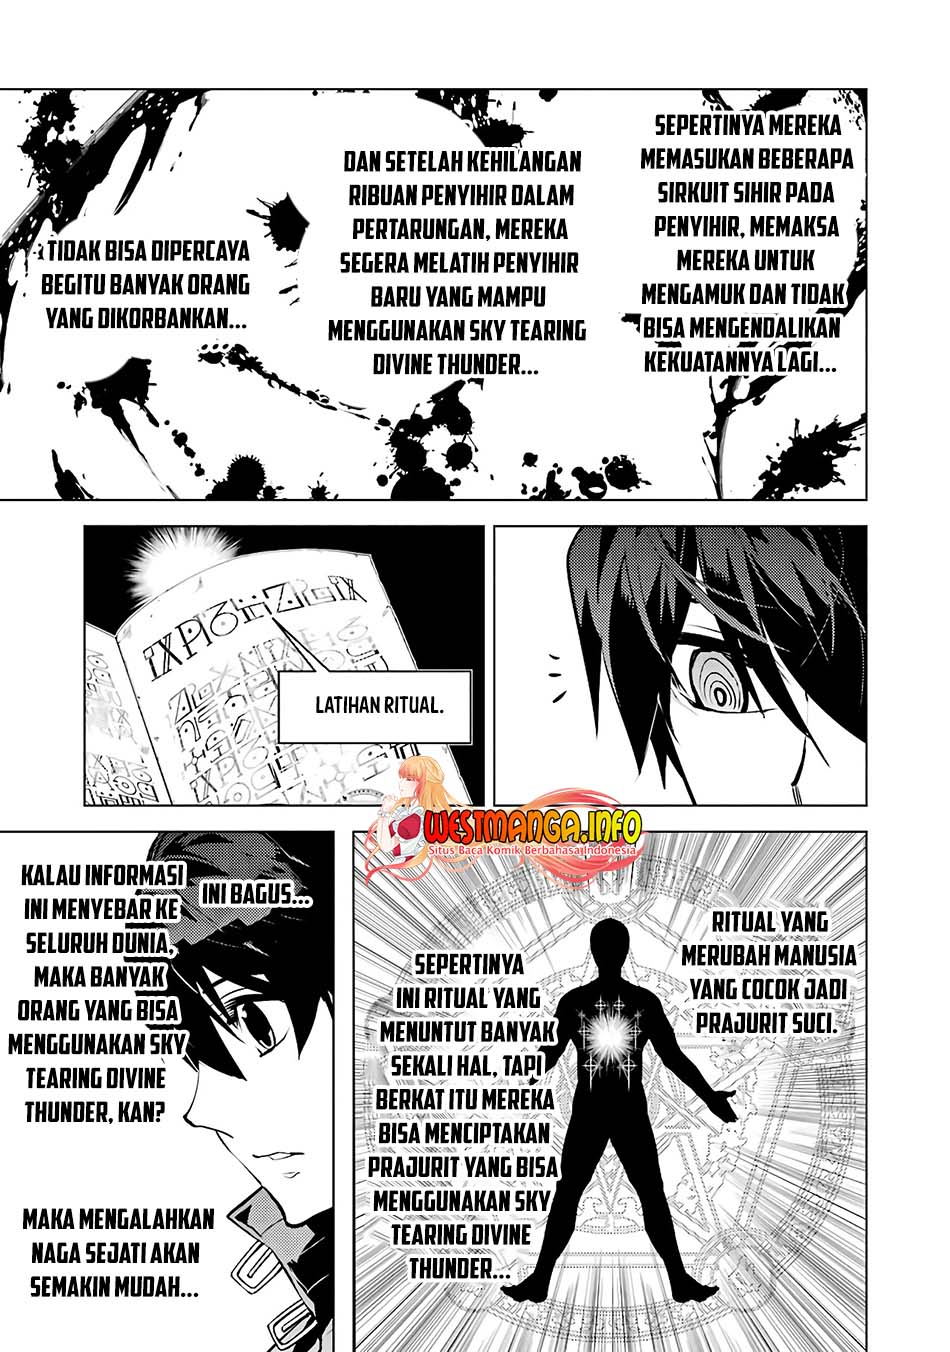 SEPERTINYA MEREKA
MEMASUKAN BEBERAPA
SIRKUIT SIHIR PADA
PENYIHIR, MEMAKSA
MEREKA UNTUK
MENGAMUK DAN TIDAK
BISA MENGENDALIKAN
KEKUATANNYA LAGI...
DAN SETELAH KEHILANGAN
RIBUAN PENYIHIR DALAM
PERTARUNGAN, MEREKA
SEGERA MELATIH PENYIHIR
BARU YANG MAMPU
MENGGUNAKAN SKY TEARING
DIVINE THUNDER...
TIDAK BISA DIPERCAYA
BEGITU BANYAK ORANG
YANG DIKORBANKAN...
LATIHAN RITUAL.
WESTMANGA.INFO
Situs Baca Komik Berbahasa Indonesia
RITUAL YANG
MERUBAH MANUSIA
YANG COCOK JADI
PRAJURIT SUCI.
SEPERTINYA
INI RITUAL YANG
MENUNTUT BANYAK
SEKALI HAL, TAPI
BERKAT ITU MEREKA
BISA MENCIPTAKAN
PRAJURIT YANG BISA
MENGGUNAKAN SKY
TEARING DIVINE
THUNDER...
INI BAGUS...
KALAU INFORMASI
INI MENYEBAR KE
SELURUH DUNIA,
MAKA BANYAK
ORANG YANG BISA
MENGGUNAKAN SKY
TEARING DIVINE
THUNDER, KAN?
MAKA MENGALAHKAN
NAGA SEJATI AKAN
SEMAKIN MUDAH...